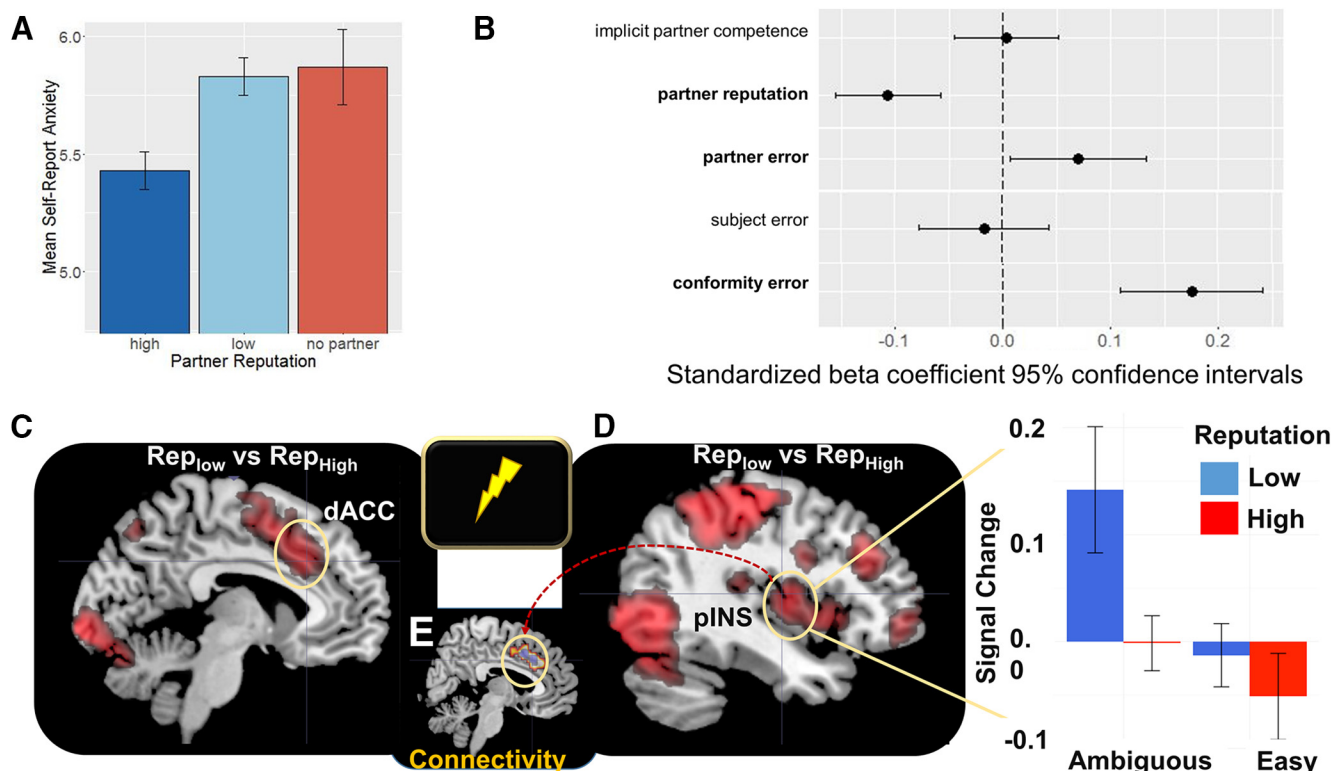 A
6.0
5.5
5.0
Mean Self-Report Anxiety
high
low
no partner
Partner Reputation
B
implicit partner competence
partner reputation
partner error
subject error
conformity error
-0.1
0.0
0.1
0.2
Standardized beta coefficient 95% confidence intervals
C
Replow vs RepHigh
dACC
E
Connectivity
D
Replow vs RepHigh
pINS
Signal Change
0.2
0.1
0.
0
-0.1
Reputation
Low
High
Ambiguous
Easy